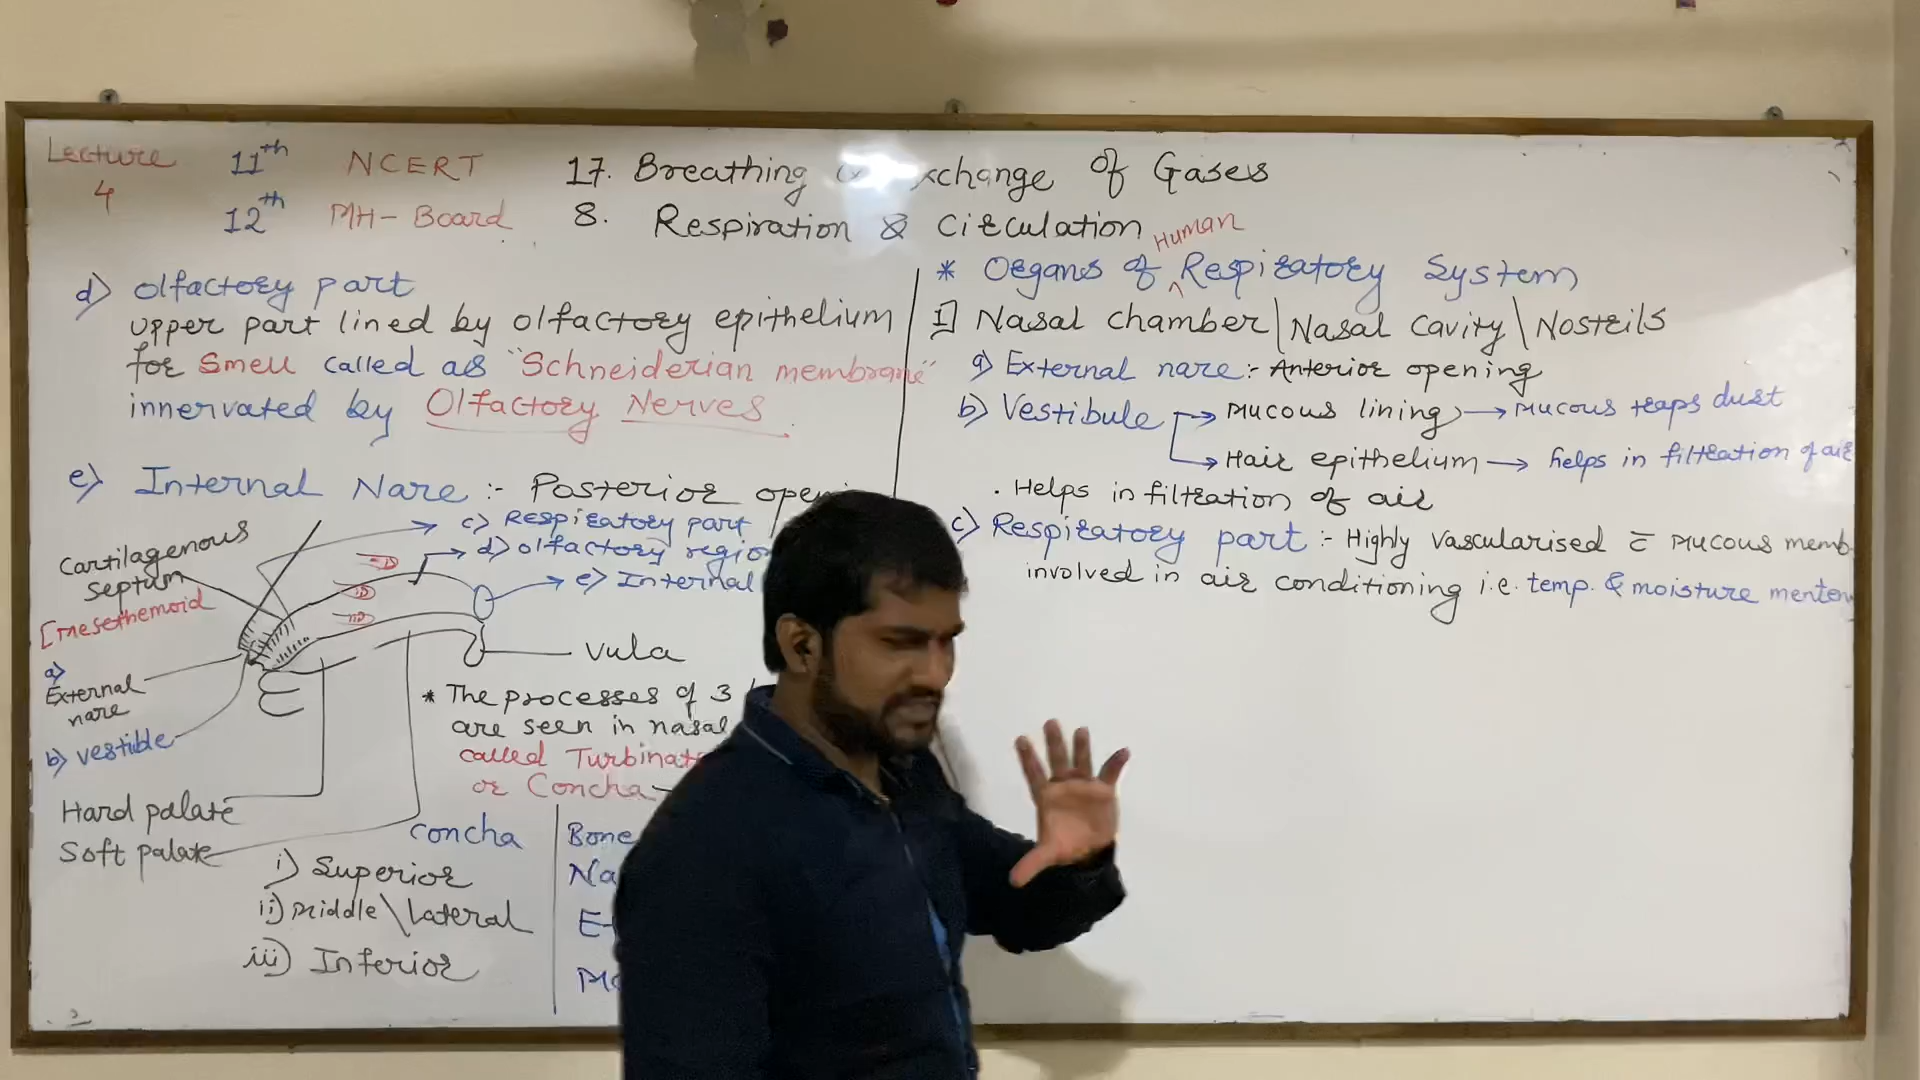 Lecture 4
11th NCERT 17. Breathing & Exchange of Gases
12th MH-Board 8. Respiration & Circulation
d) Olfactory part
upper part lined by olfactory epithelium
for smell called as "Schneiderian membrane"
innervated by Olfactory Nerves
e) Internal Nare :- Posterior
c) Respiratory part
d) olfactory
e) Internal
Cartilagenous
septum
[mesethemoid
a)
External
nare
b) vestible
Hard palate
Soft palate
vula
* The processes of 3
are seen in nasal
called
or Concha
concha Bone
i) Superior
ii) middle\lateral
iii) Inferior
* Organs of Human Respiratory System
I] Nasal chamber|Nasal cavity\Nostrils
a) External nare:- Anterior opening
b) Vestibule → Mucous lining → Mucous traps dust
→ Hair epithelium → helps in filtration of air
. Helps in filtration of air
c) Respiratory part :- Highly vascularised c̄ Mucous memb
involved in air conditioning i.e. temp. & moisture menten